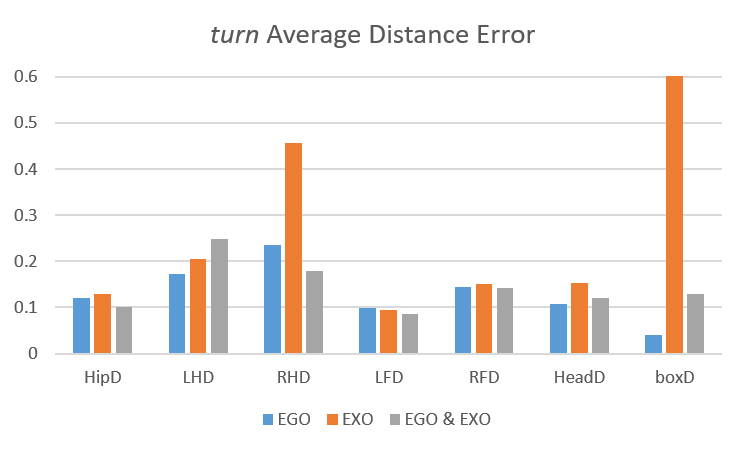 turn Average Distance Error
0.6
0.5
0.4
0.3
0.2
0.1
0
HipD LHD RHD LFD RFD HeadD boxD
EGO EXO EGO & EXO